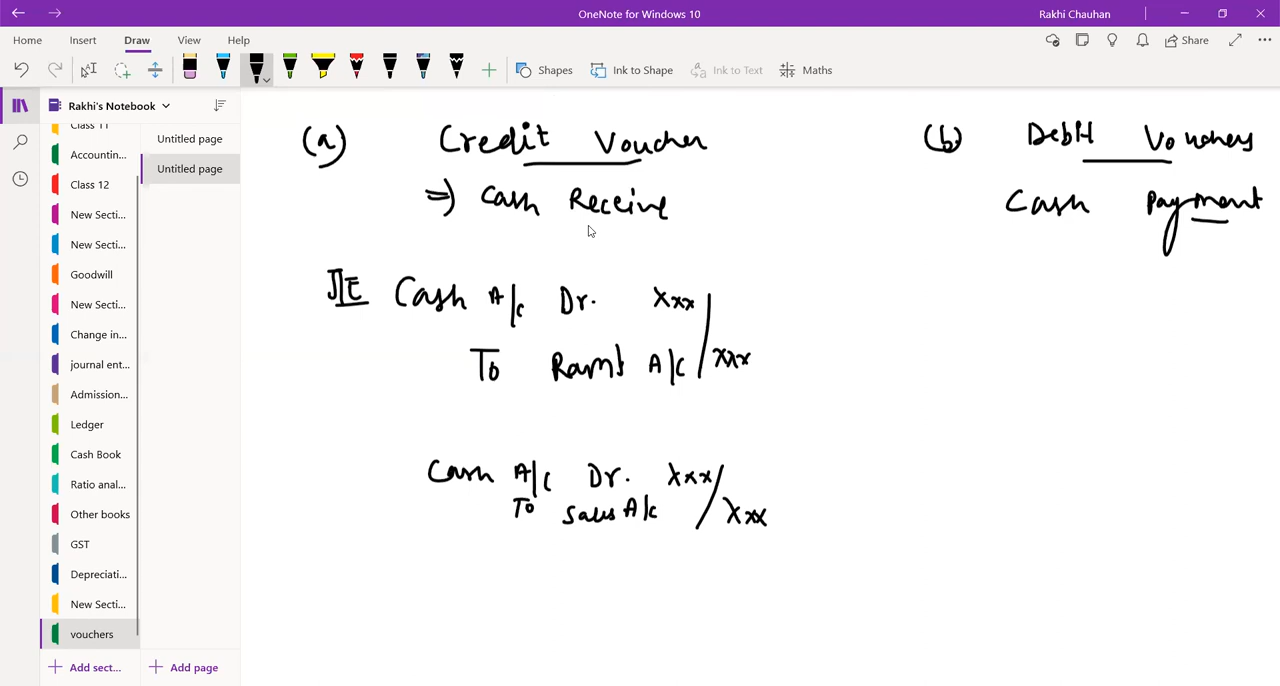 OneNote for Windows 10
Rakhi Chauhan
Home Insert Draw View Help
Share
Shapes Ink to Shape Ink to Text Maths
Rakhi's Notebook
Class 11
Accountin...
Class 12
New Secti...
New Secti...
Goodwill
New Secti...
Change in...
journal ent...
Admission...
Ledger
Cash Book
Ratio anal...
Other books
GST
Depreciati...
New Secti...
vouchers
Add sect...
Untitled page
Untitled page
Add page
(a) Credit Voucher
⇒ Cash Receive
JE Cash A/c Dr. xxx
To Ram's A/c xxx
Cash A/c Dr. xxx
To Sales A/c xxx
(b) Debit Vouchers
Cash Payment